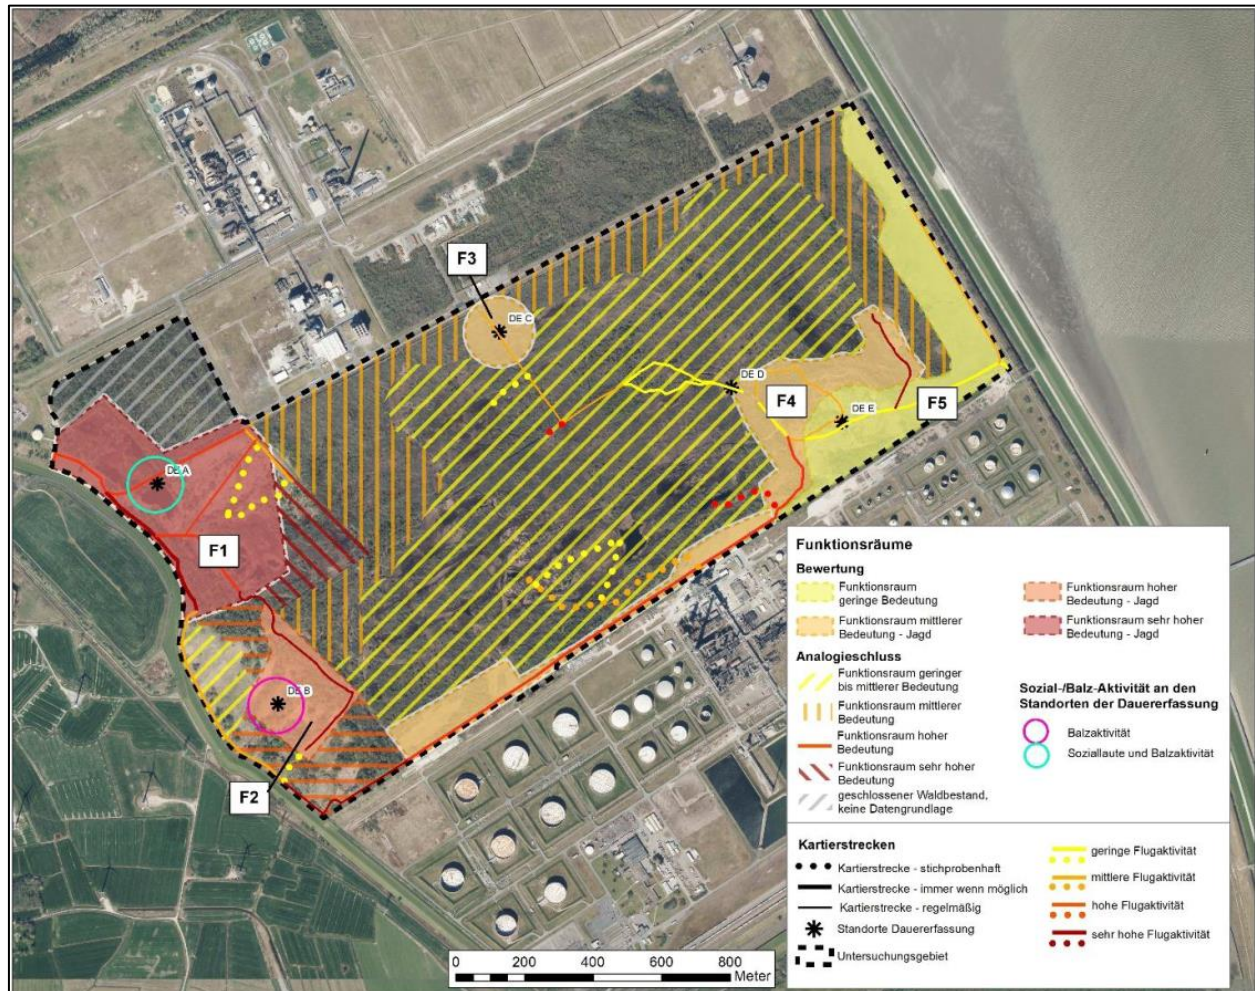 F3
DE C
DE D
F4
DE E
F5
DE A
F1
DE B
F2
Funktionsräume
Bewertung
Funktionsraum
geringe Bedeutung
Funktionsraum mittlerer
Bedeutung - Jagd
Funktionsraum hoher
Bedeutung - Jagd
Funktionsraum sehr hoher
Bedeutung - Jagd
Analogieschluss
Funktionsraum geringer
bis mittlerer Bedeutung
Funktionsraum mittlerer
Bedeutung
Funktionsraum hoher
Bedeutung
Funktionsraum sehr hoher
Bedeutung
geschlossener Waldbestand,
keine Datengrundlage
Sozial-/Balz-Aktivität an den
Standorten der Dauererfassung
Balzaktivität
Soziallaute und Balzaktivität
Kartierstrecken
Kartierstrecke - stichprobenhaft
Kartierstrecke - immer wenn möglich
Kartierstrecke - regelmäßig
Standorte Dauererfassung
Untersuchungsgebiet
geringe Flugaktivität
mittlere Flugaktivität
hohe Flugaktivität
sehr hohe Flugaktivität
0 200 400 600 800
Meter